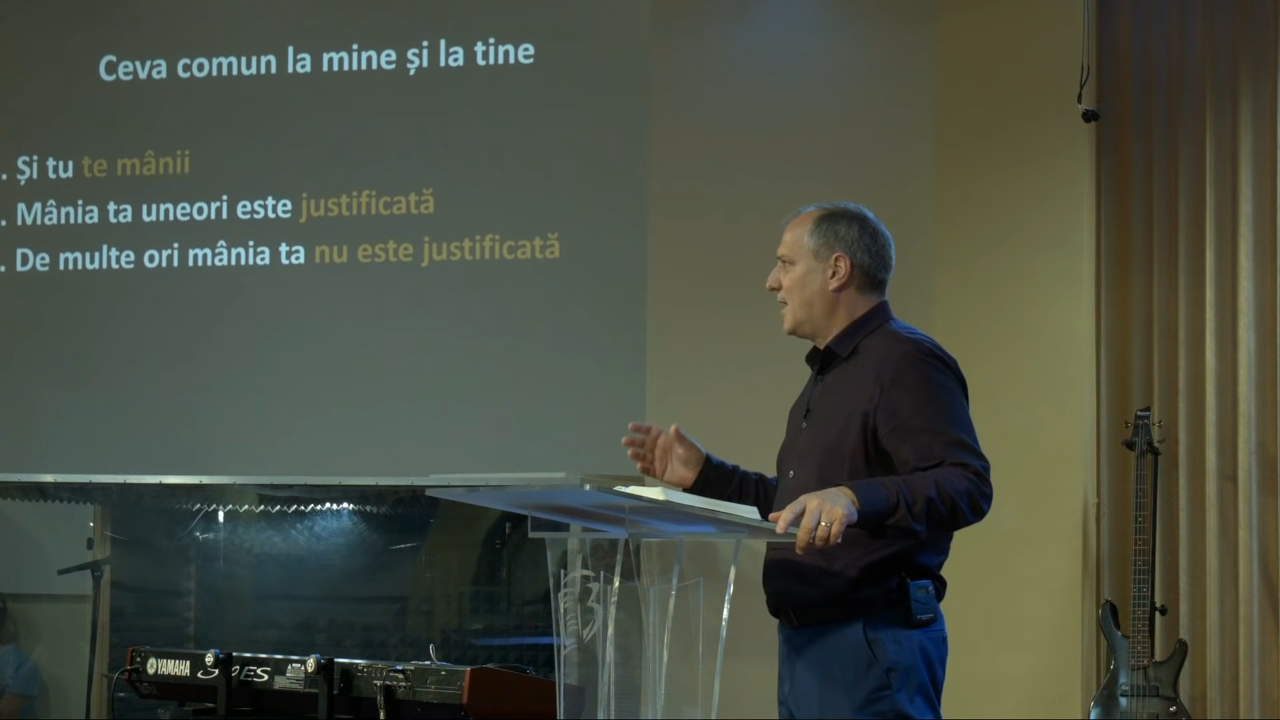 Ceva comun la mine și la tine
. Și tu te mânii
. Mânia ta uneori este justificată
. De multe ori mânia ta nu este justificată
YAMAHA